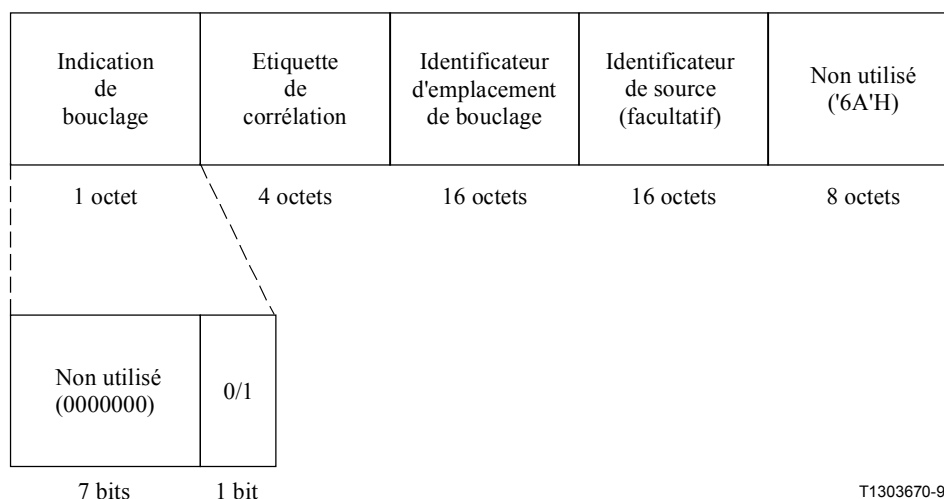 Indication
de
bouclage
Etiquette
de
corrélation
Identificateur
d'emplacement
de bouclage
Identificateur
de source
(facultatif)
Non utilisé
('6A'H)
1 octet
4 octets
16 octets
16 octets
8 octets
Non utilisé
(0000000)
0/1
7 bits
1 bit
T1303670-9